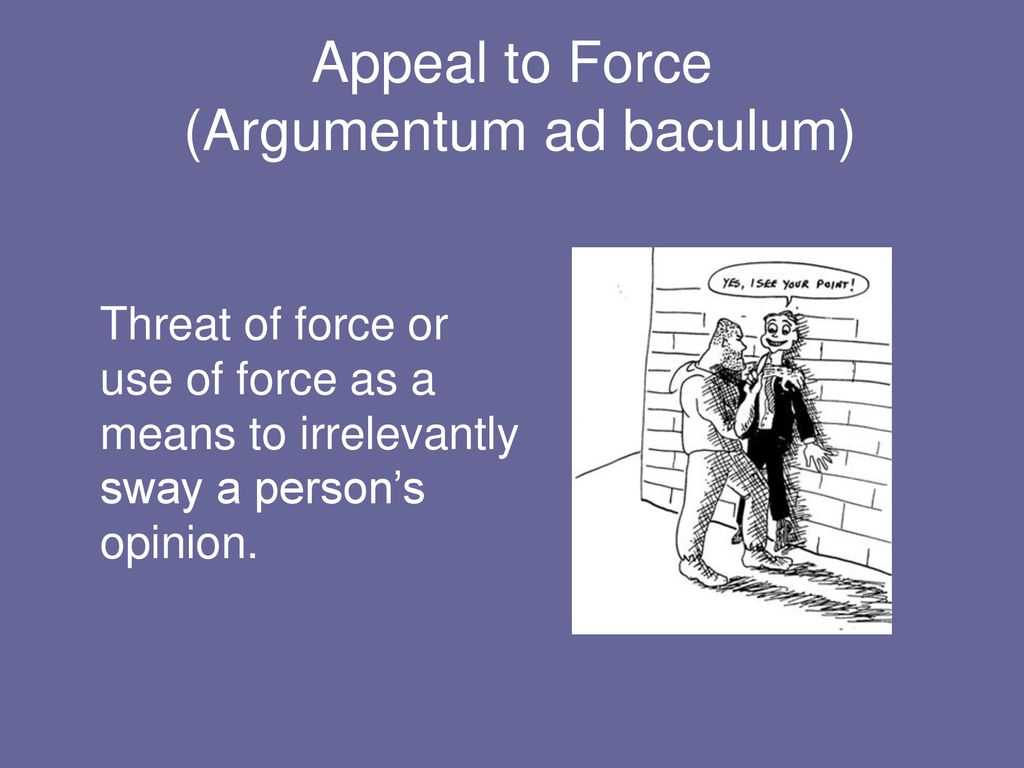 Appeal to Force
(Argumentum ad baculum)
Threat of force or
use of force as a
means to irrelevantly
sway a person’s
opinion.
YES, I SEE YOUR POINT!